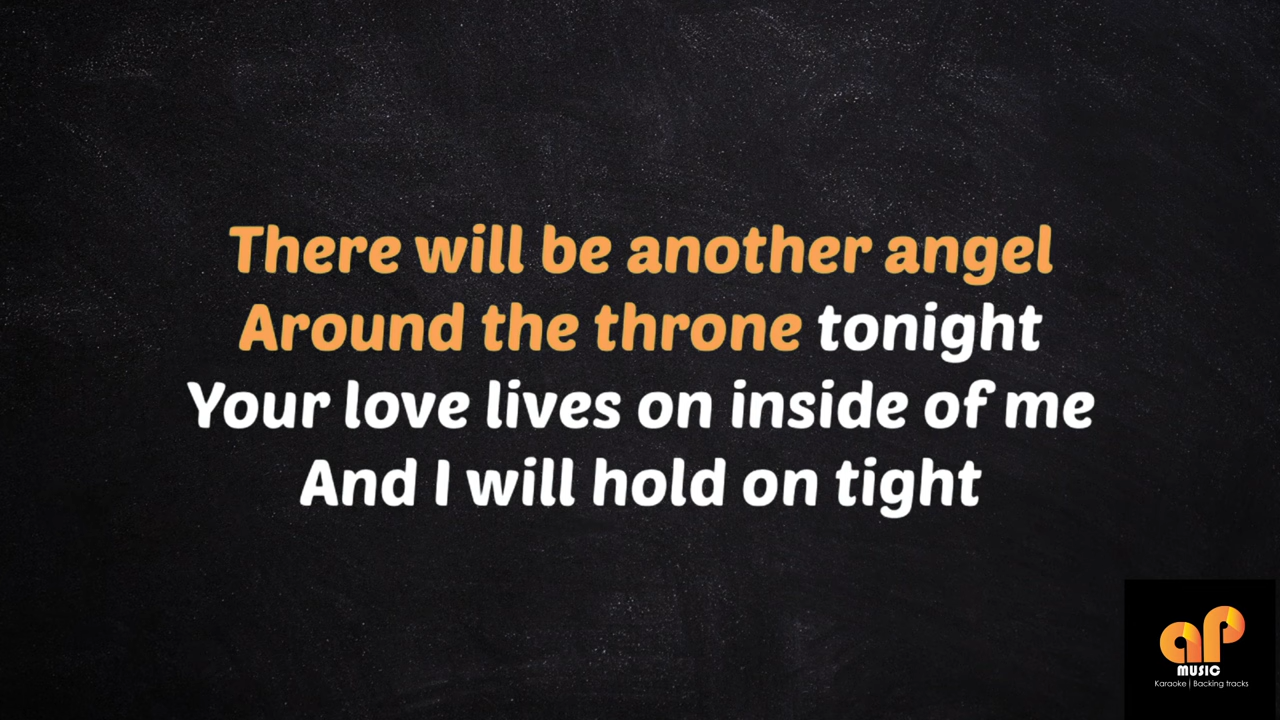 There will be another angel
Around the throne tonight
Your love lives on inside of me
And I will hold on tight
ap
MUSIC
Karaoke | Backing tracks